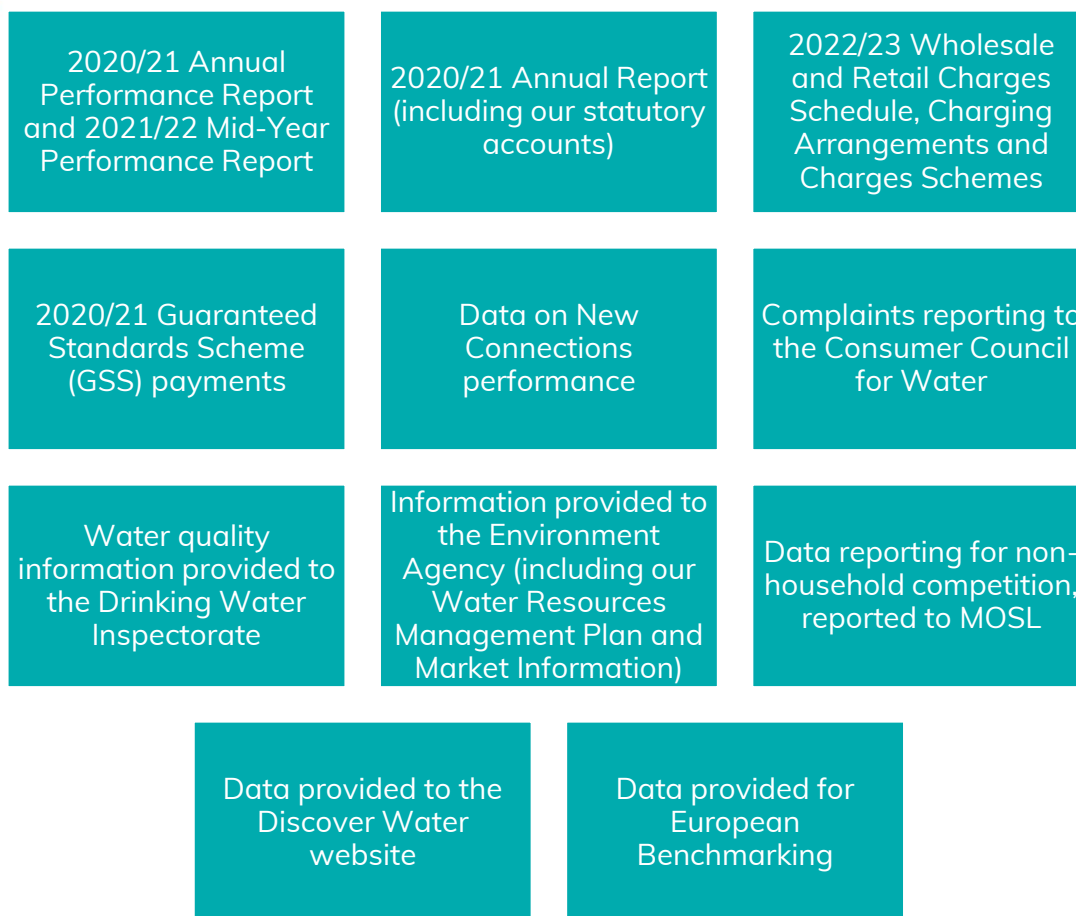 2020/21 Annual
Performance Report
and 2021/22 Mid-Year
Performance Report
2020/21 Annual Report
(including our statutory
accounts)
2022/23 Wholesale
and Retail Charges
Schedule, Charging
Arrangements and
Charges Schemes
2020/21 Guaranteed
Standards Scheme
(GSS) payments
Data on New
Connections
performance
Complaints reporting to
the Consumer Council
for Water
Water quality
information provided to
the Drinking Water
Inspectorate
Information provided to
the Environment
Agency (including our
Water Resources
Management Plan and
Market Information)
Data reporting for non-
household competition,
reported to MOSL
Data provided to the
Discover Water
website
Data provided for
European
Benchmarking